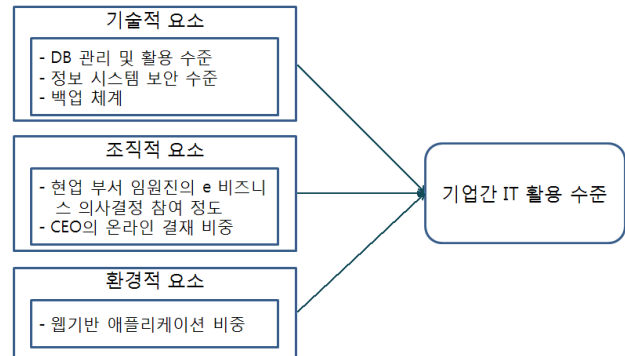 기술적 요소
- DB 관리 및 활용 수준
- 정보 시스템 보안 수준
- 백업 체계
조직적 요소
- 현업 부서 임원진의 e 비즈니
스 의사결정 참여 정도
- CEO의 온라인 결재 비중
환경적 요소
- 웹기반 애플리케이션 비중
기업간 IT 활용 수준